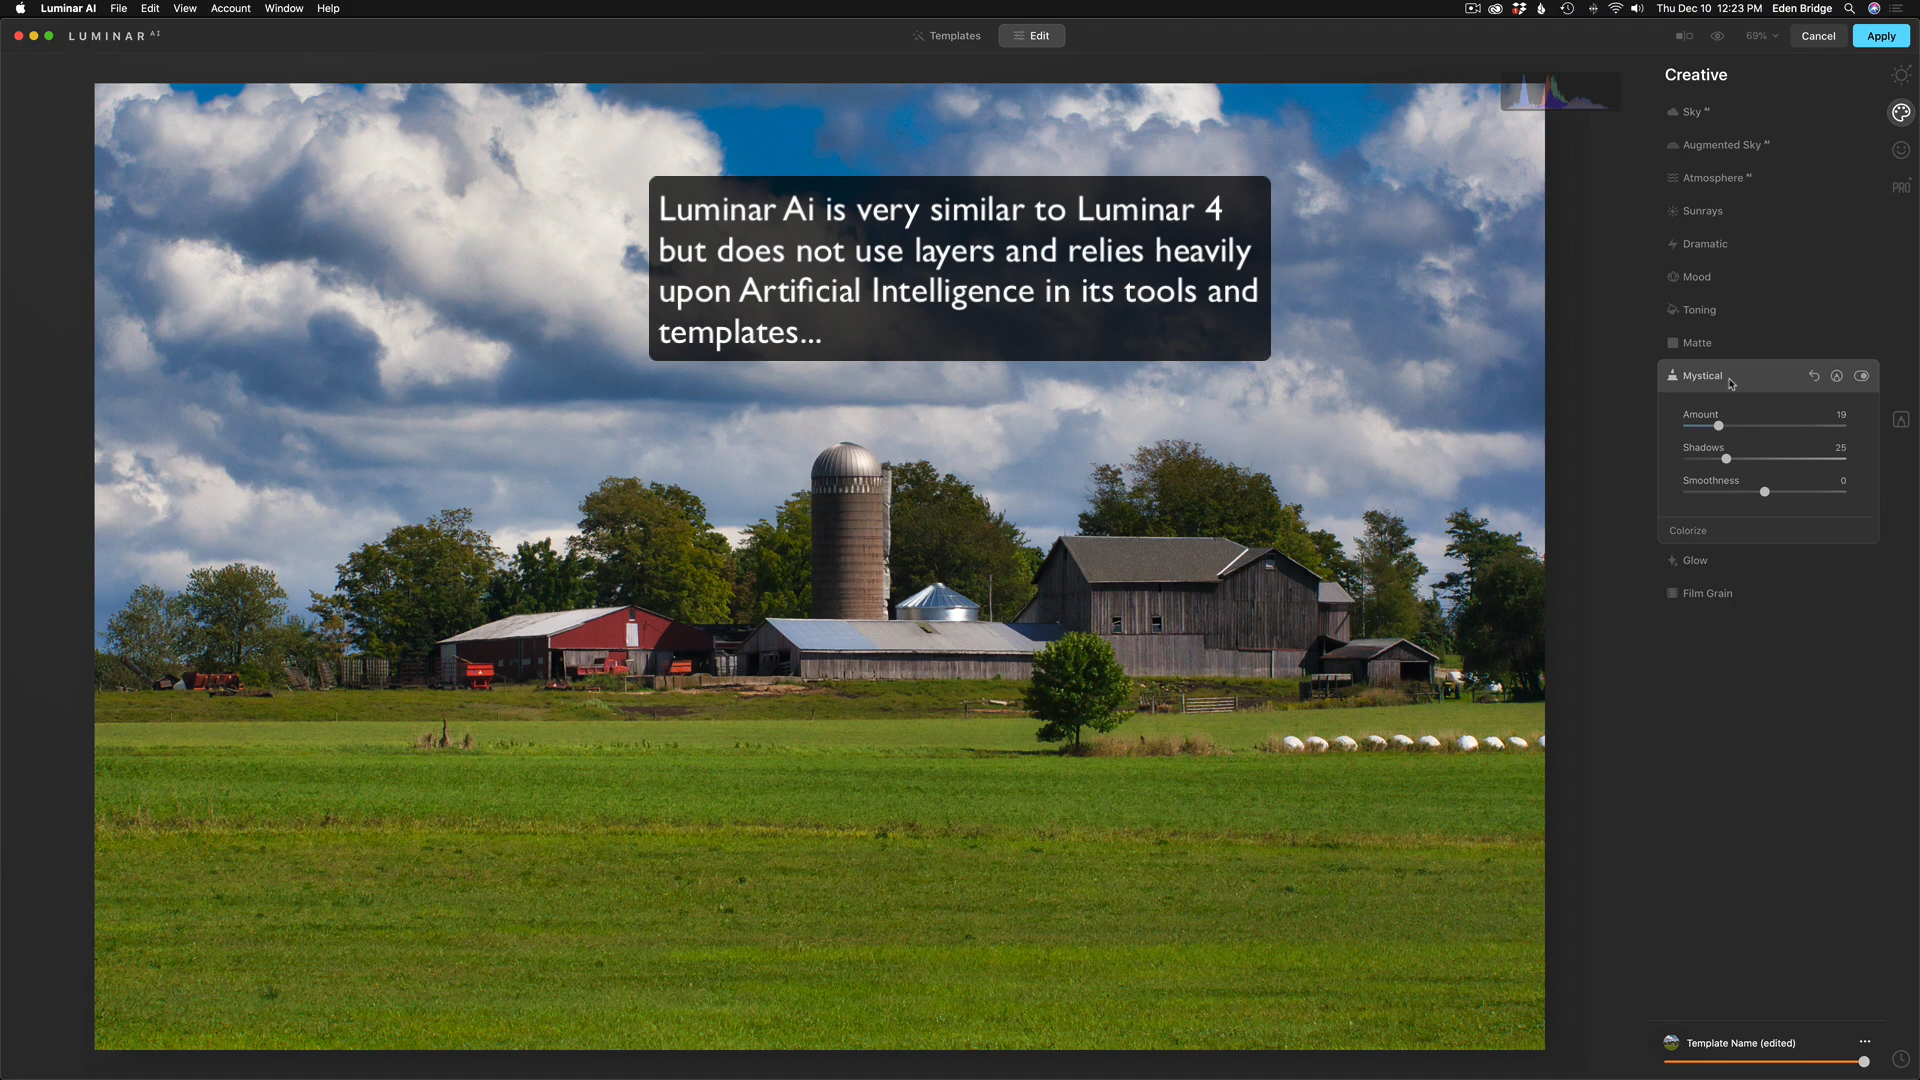 Luminar AI File Edit View Account Window Help
Thu Dec 10 12:23 PM Eden Bridge
LUMINAR AI
Templates Edit
69% Cancel Apply
Creative
Sky AI
Augmented Sky AI
Atmosphere AI
Sunrays
Dramatic
Mood
Toning
Matte
Mystical
Amount 19
Shadows 25
Smoothness 0
Colorize
Glow
Film Grain
PRO
Luminar Ai is very similar to Luminar 4
but does not use layers and relies heavily
upon Artificial Intelligence in its tools and
templates...
Template Name (edited)